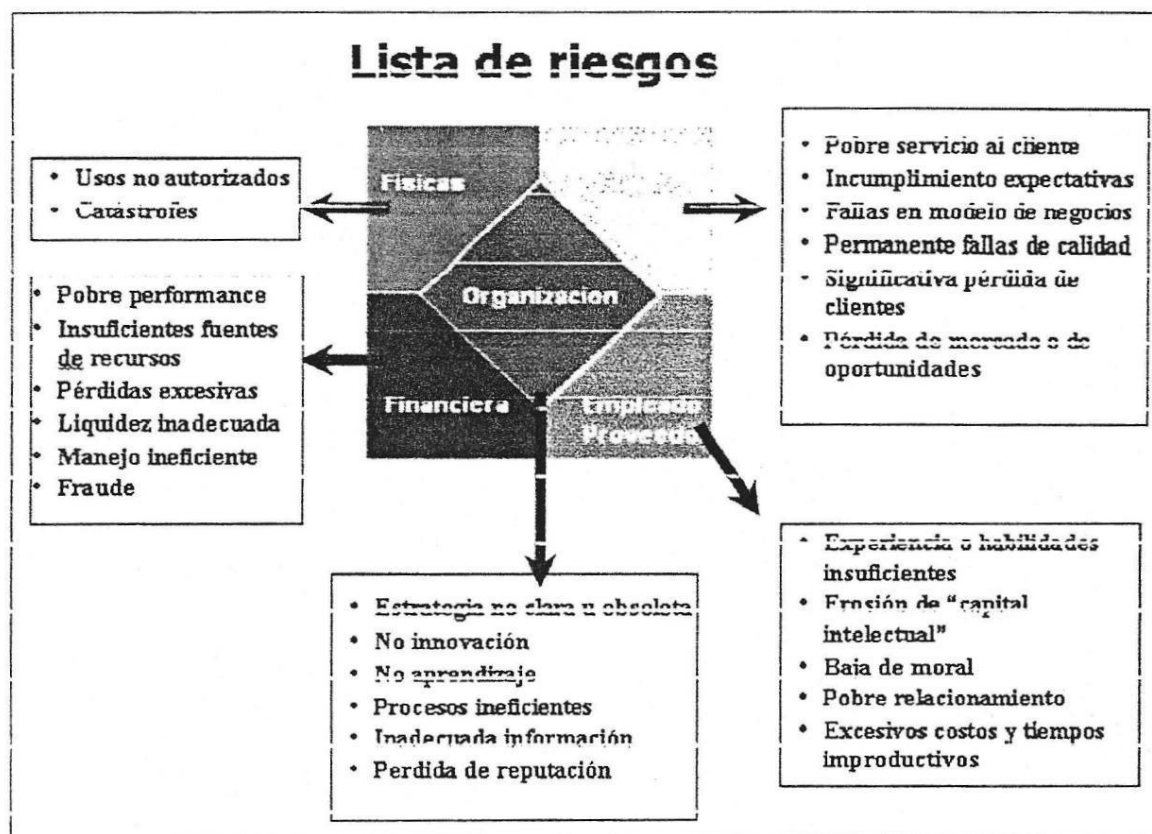 Lista de riesgos
Físicas
Organización
Financiera
Empleado
Proveedo
• Usos no autorizados
• Catástrofes
• Pobre performance
• Insuficientes fuentes
de recursos
• Pérdidas excesivas
• Liquidez inadecuada
• Manejo ineficiente
• Fraude
• Pobre servicio al cliente
• Incumplimiento expectativas
• Fallas en modelo de negocios
• Permanente fallas de calidad
• Significativa pérdida de
clientes
• Pérdida de mercado o de
oportunidades
• Estrategia no clara u obsoleta
• No innovación
• No aprendizaje
• Procesos ineficientes
• Inadecuada información
• Perdida de reputación
• Experiencia o habilidades
insuficientes
• Erosión de “capital
intelectual”
• Baja de moral
• Pobre relacionamiento
• Excesivos costos y tiempos
improductivos